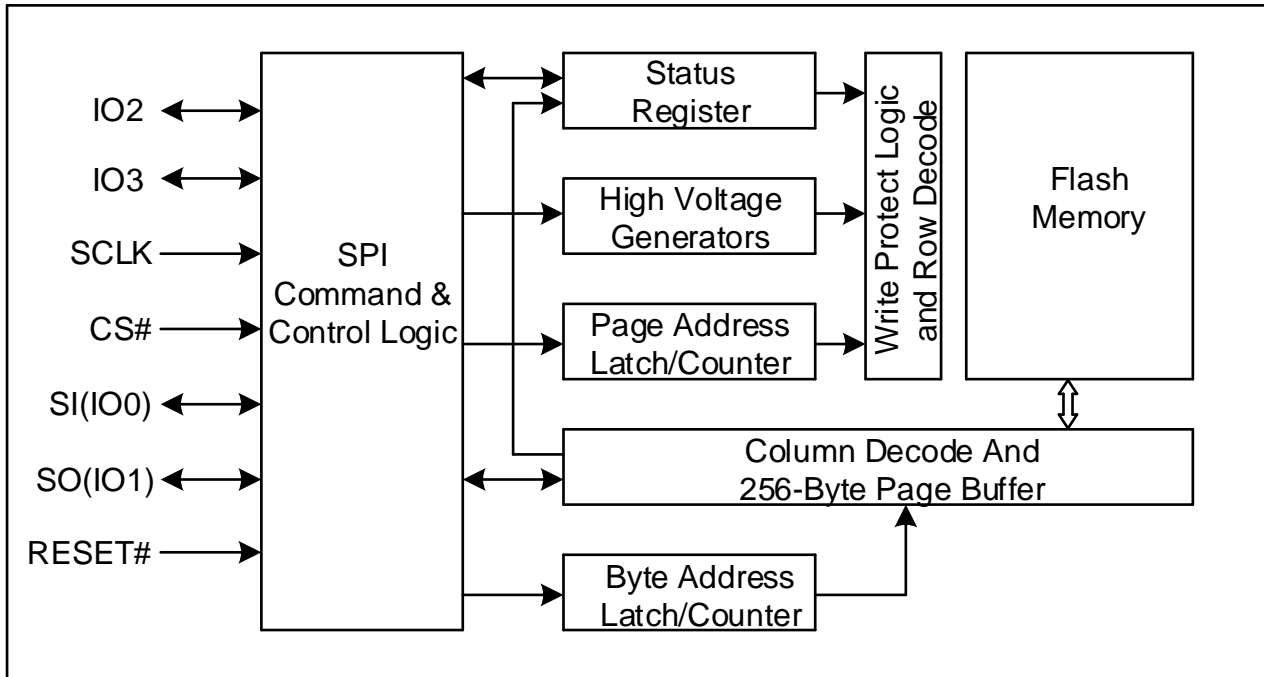 IO2
IO3
SCLK
CS#
SI(IO0)
SO(IO1)
RESET#
SPI
Command &
Control Logic
Status
Register
High Voltage
Generators
Page Address
Latch/Counter
Write Protect Logic
and Row Decode
Flash
Memory
Column Decode And
256-Byte Page Buffer
Byte Address
Latch/Counter